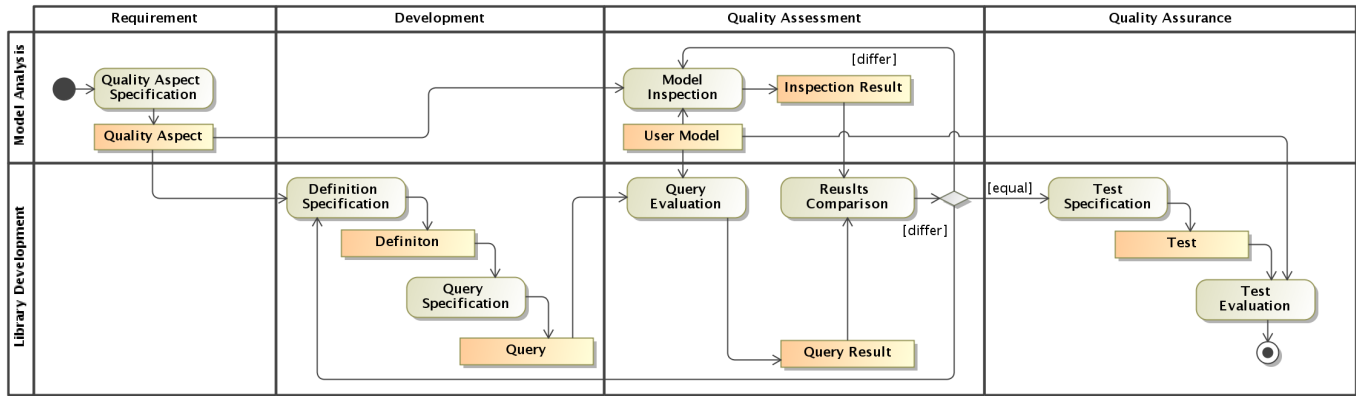 Requirement
Development
Quality Assessment
Quality Assurance
Model Analysis
Quality Aspect
Specification
Quality Aspect
Model
Inspection
[differ]
Inspection Result
User Model
Library Development
Definition
Specification
Definiton
Query
Specification
Query
Query
Evaluation
Reuslts
Comparison
[differ]
Query Result
[equal]
Test
Specification
Test
Test
Evaluation